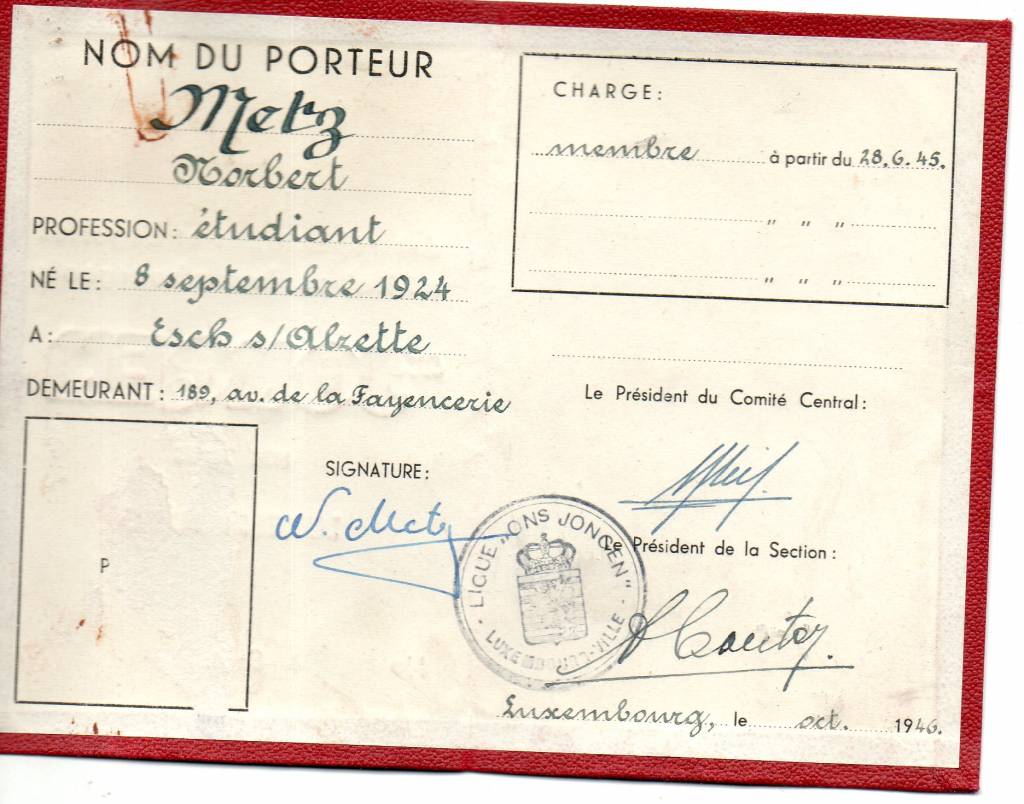 NOM DU PORTEUR
Metz
Norbert
PROFESSION: étudiant
NÉ LE: 8 septembre 1924
A: Esch s/Alzette
DEMEURANT: 189, av. de la Fayencerie
P
SIGNATURE:
N. Metz
CHARGE:
membre à partir du 28.6.45.
" " "
" " "
Le Président du Comité Central:
LIGUE „ONS JONGEN"
LUXEMBOURG-VILLE
Le Président de la Section:
Luxembourg, le oct. 1946.